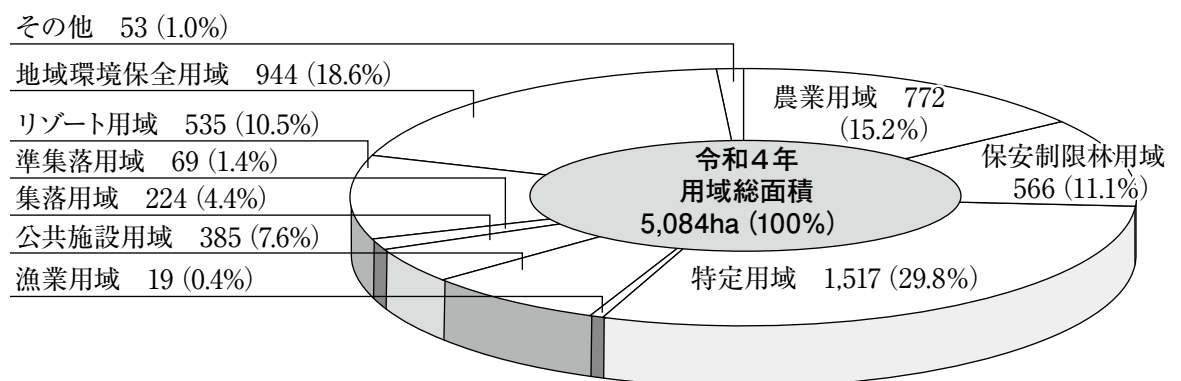 その他　53（1.0%）
地域環境保全用域　944（18.6%）
リゾート用域　535（10.5%）
準集落用域　69（1.4%）
集落用域　224（4.4%）
公共施設用域　385（7.6%）
漁業用域　19（0.4%）
農業用域　772
（15.2%）
保安制限林用域
566（11.1%）
令和4年
用域総面積
5,084ha（100%）
特定用域　1,517（29.8%）